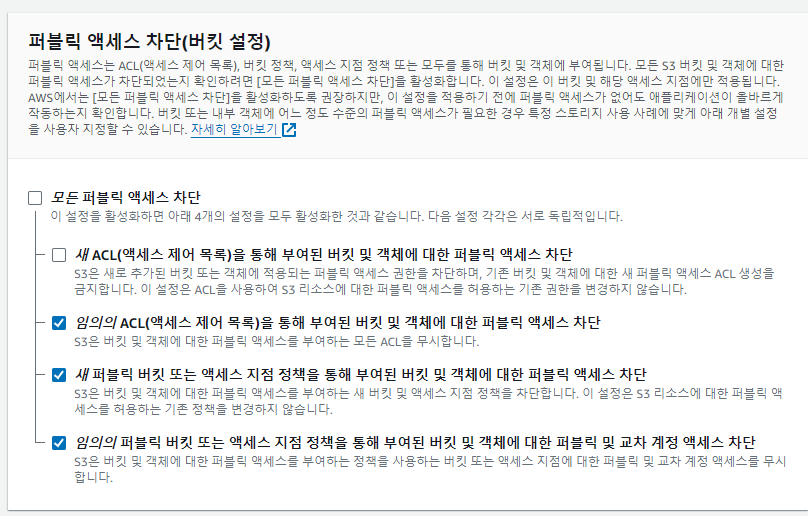 퍼블릭 액세스 차단(버킷 설정)
퍼블릭 액세스는 ACL(액세스 제어 목록), 버킷 정책, 액세스 지점 정책 또는 모두를 통해 버킷 및 객체에 부여됩니다. 모든 S3 버킷 및 객체에 대한
퍼블릭 액세스가 차단되었는지 확인하려면 [모든 퍼블릭 액세스 차단]을 활성화합니다. 이 설정은 이 버킷 및 해당 액세스 지점에만 적용됩니다.
AWS에서는 [모든 퍼블릭 액세스 차단]을 활성화하도록 권장하지만, 이 설정을 적용하기 전에 퍼블릭 액세스가 없어도 애플리케이션이 올바르게
작동하는지 확인합니다. 버킷 또는 내부 객체에 어느 정도 수준의 퍼블릭 액세스가 필요한 경우 특정 스토리지 사용 사례에 맞게 아래 개별 설정
을 사용자 지정할 수 있습니다. 자세히 알아보기
모든 퍼블릭 액세스 차단
이 설정을 활성화하면 아래 4개의 설정을 모두 활성화한 것과 같습니다. 다음 설정 각각은 서로 독립적입니다.
새 ACL(액세스 제어 목록)을 통해 부여된 버킷 및 객체에 대한 퍼블릭 액세스 차단
S3은 새로 추가된 버킷 또는 객체에 적용되는 퍼블릭 액세스 권한을 차단하며, 기존 버킷 및 객체에 대한 새 퍼블릭 액세스 ACL 생성을
금지합니다. 이 설정은 ACL을 사용하여 S3 리소스에 대한 퍼블릭 액세스를 허용하는 기존 권한을 변경하지 않습니다.
임의의 ACL(액세스 제어 목록)을 통해 부여된 버킷 및 객체에 대한 퍼블릭 액세스 차단
S3은 버킷 및 객체에 대한 퍼블릭 액세스를 부여하는 모든 ACL을 무시합니다.
새 퍼블릭 버킷 또는 액세스 지점 정책을 통해 부여된 버킷 및 객체에 대한 퍼블릭 액세스 차단
S3은 버킷 및 객체에 대한 퍼블릭 액세스를 부여하는 새 버킷 및 액세스 지점 정책을 차단합니다. 이 설정은 S3 리소스에 대한 퍼블릭 액
세스를 허용하는 기존 정책을 변경하지 않습니다.
임의의 퍼블릭 버킷 또는 액세스 지점 정책을 통해 부여된 버킷 및 객체에 대한 퍼블릭 및 교차 계정 액세스 차단
S3은 버킷 및 객체에 대한 퍼블릭 액세스를 부여하는 정책을 사용하는 버킷 또는 액세스 지점에 대한 퍼블릭 및 교차 계정 액세스를 무시
합니다.